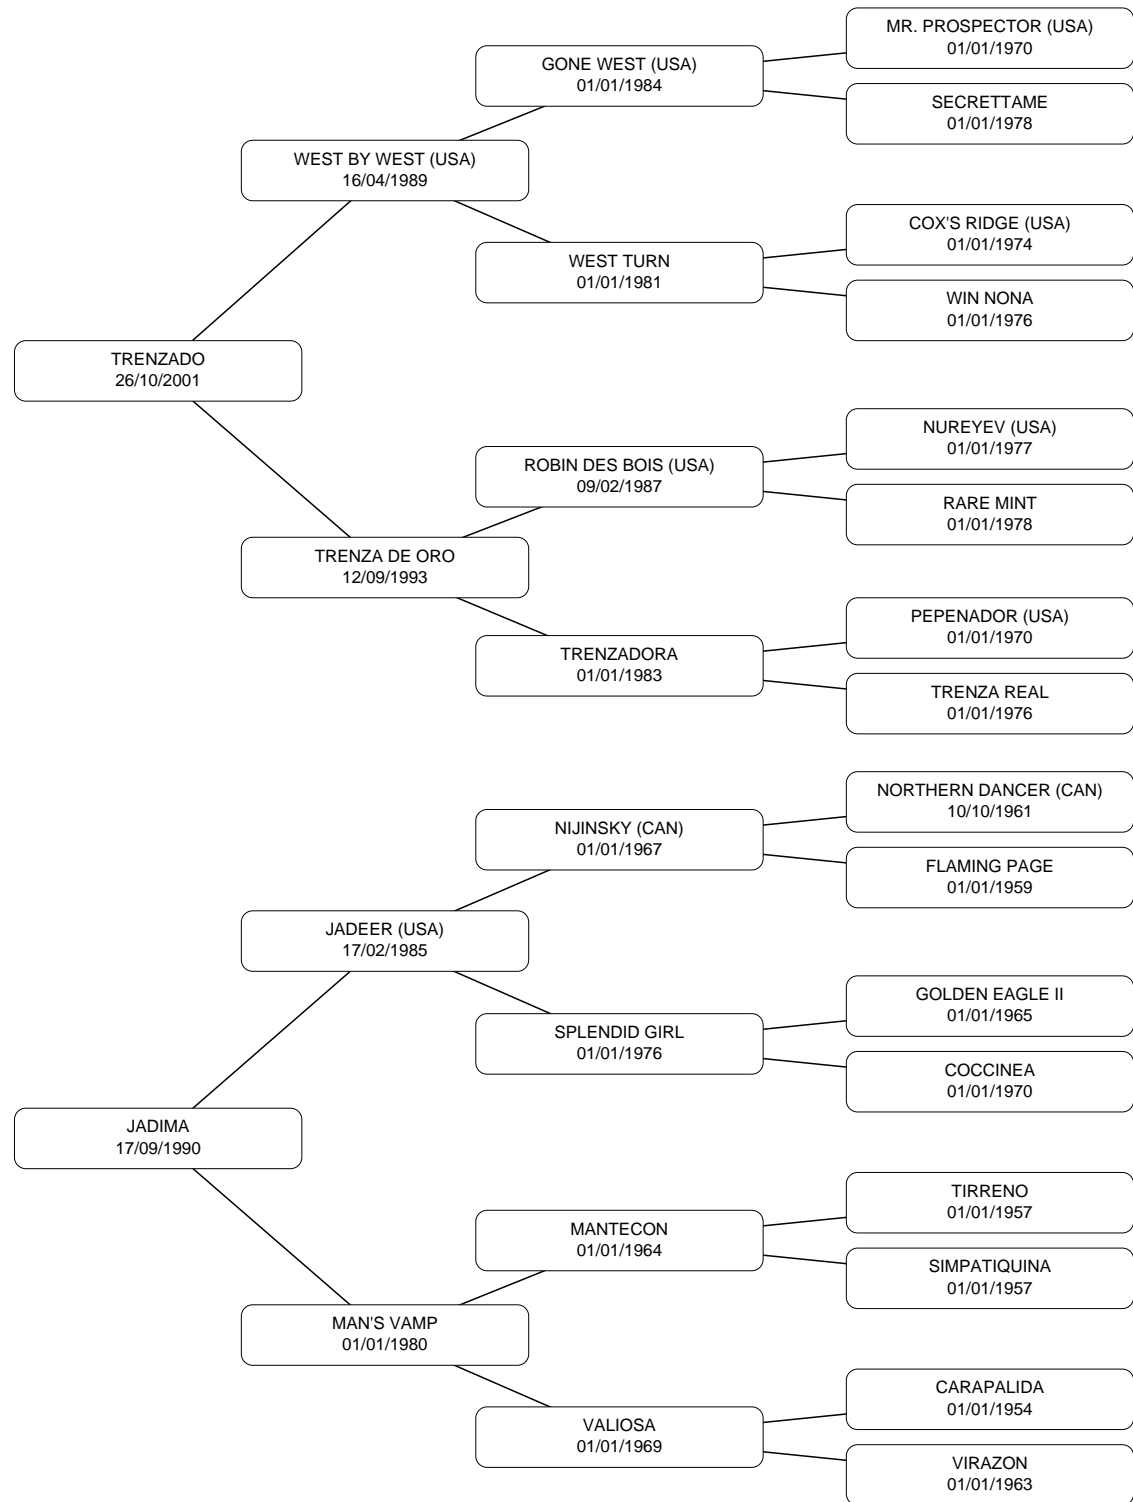 MR. PROSPECTOR (USA)
01/01/1970
GONE WEST (USA)
01/01/1984
SECRETTAME
01/01/1978
WEST BY WEST (USA)
16/04/1989
COX'S RIDGE (USA)
01/01/1974
WEST TURN
01/01/1981
WIN NONA
01/01/1976
TRENZADO
26/10/2001
NUREYEV (USA)
01/01/1977
ROBIN DES BOIS (USA)
09/02/1987
RARE MINT
01/01/1978
TRENZA DE ORO
12/09/1993
PEPENADOR (USA)
01/01/1970
TRENZADORA
01/01/1983
TRENZA REAL
01/01/1976
NORTHERN DANCER (CAN)
10/10/1961
NIJINSKY (CAN)
01/01/1967
FLAMING PAGE
01/01/1959
JADEER (USA)
17/02/1985
GOLDEN EAGLE II
01/01/1965
SPLENDID GIRL
01/01/1976
COCCINEA
01/01/1970
JADIMA
17/09/1990
TIRRENO
01/01/1957
MANTECON
01/01/1964
SIMPATIQUINA
01/01/1957
MAN'S VAMP
01/01/1980
CARAPALIDA
01/01/1954
VALIOSA
01/01/1969
VIRAZON
01/01/1963